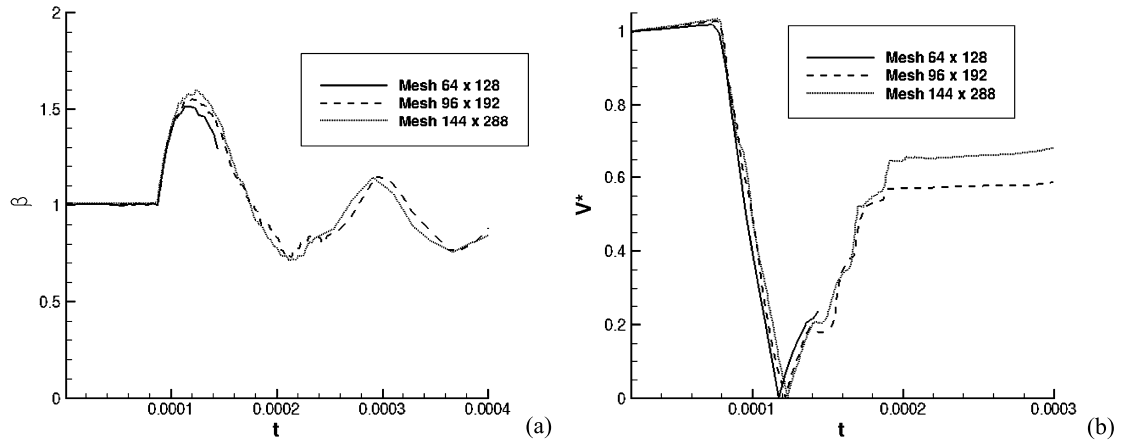 2
1.5
1
0.5
0
β
0.0001
0.0002
0.0003
0.0004
t
Mesh 64 x 128
Mesh 96 x 192
Mesh 144 x 288
(a)
1
0.8
0.6
0.4
0.2
0
V*
0.0001
0.0002
0.0003
t
Mesh 64 x 128
Mesh 96 x 192
Mesh 144 x 288
(b)